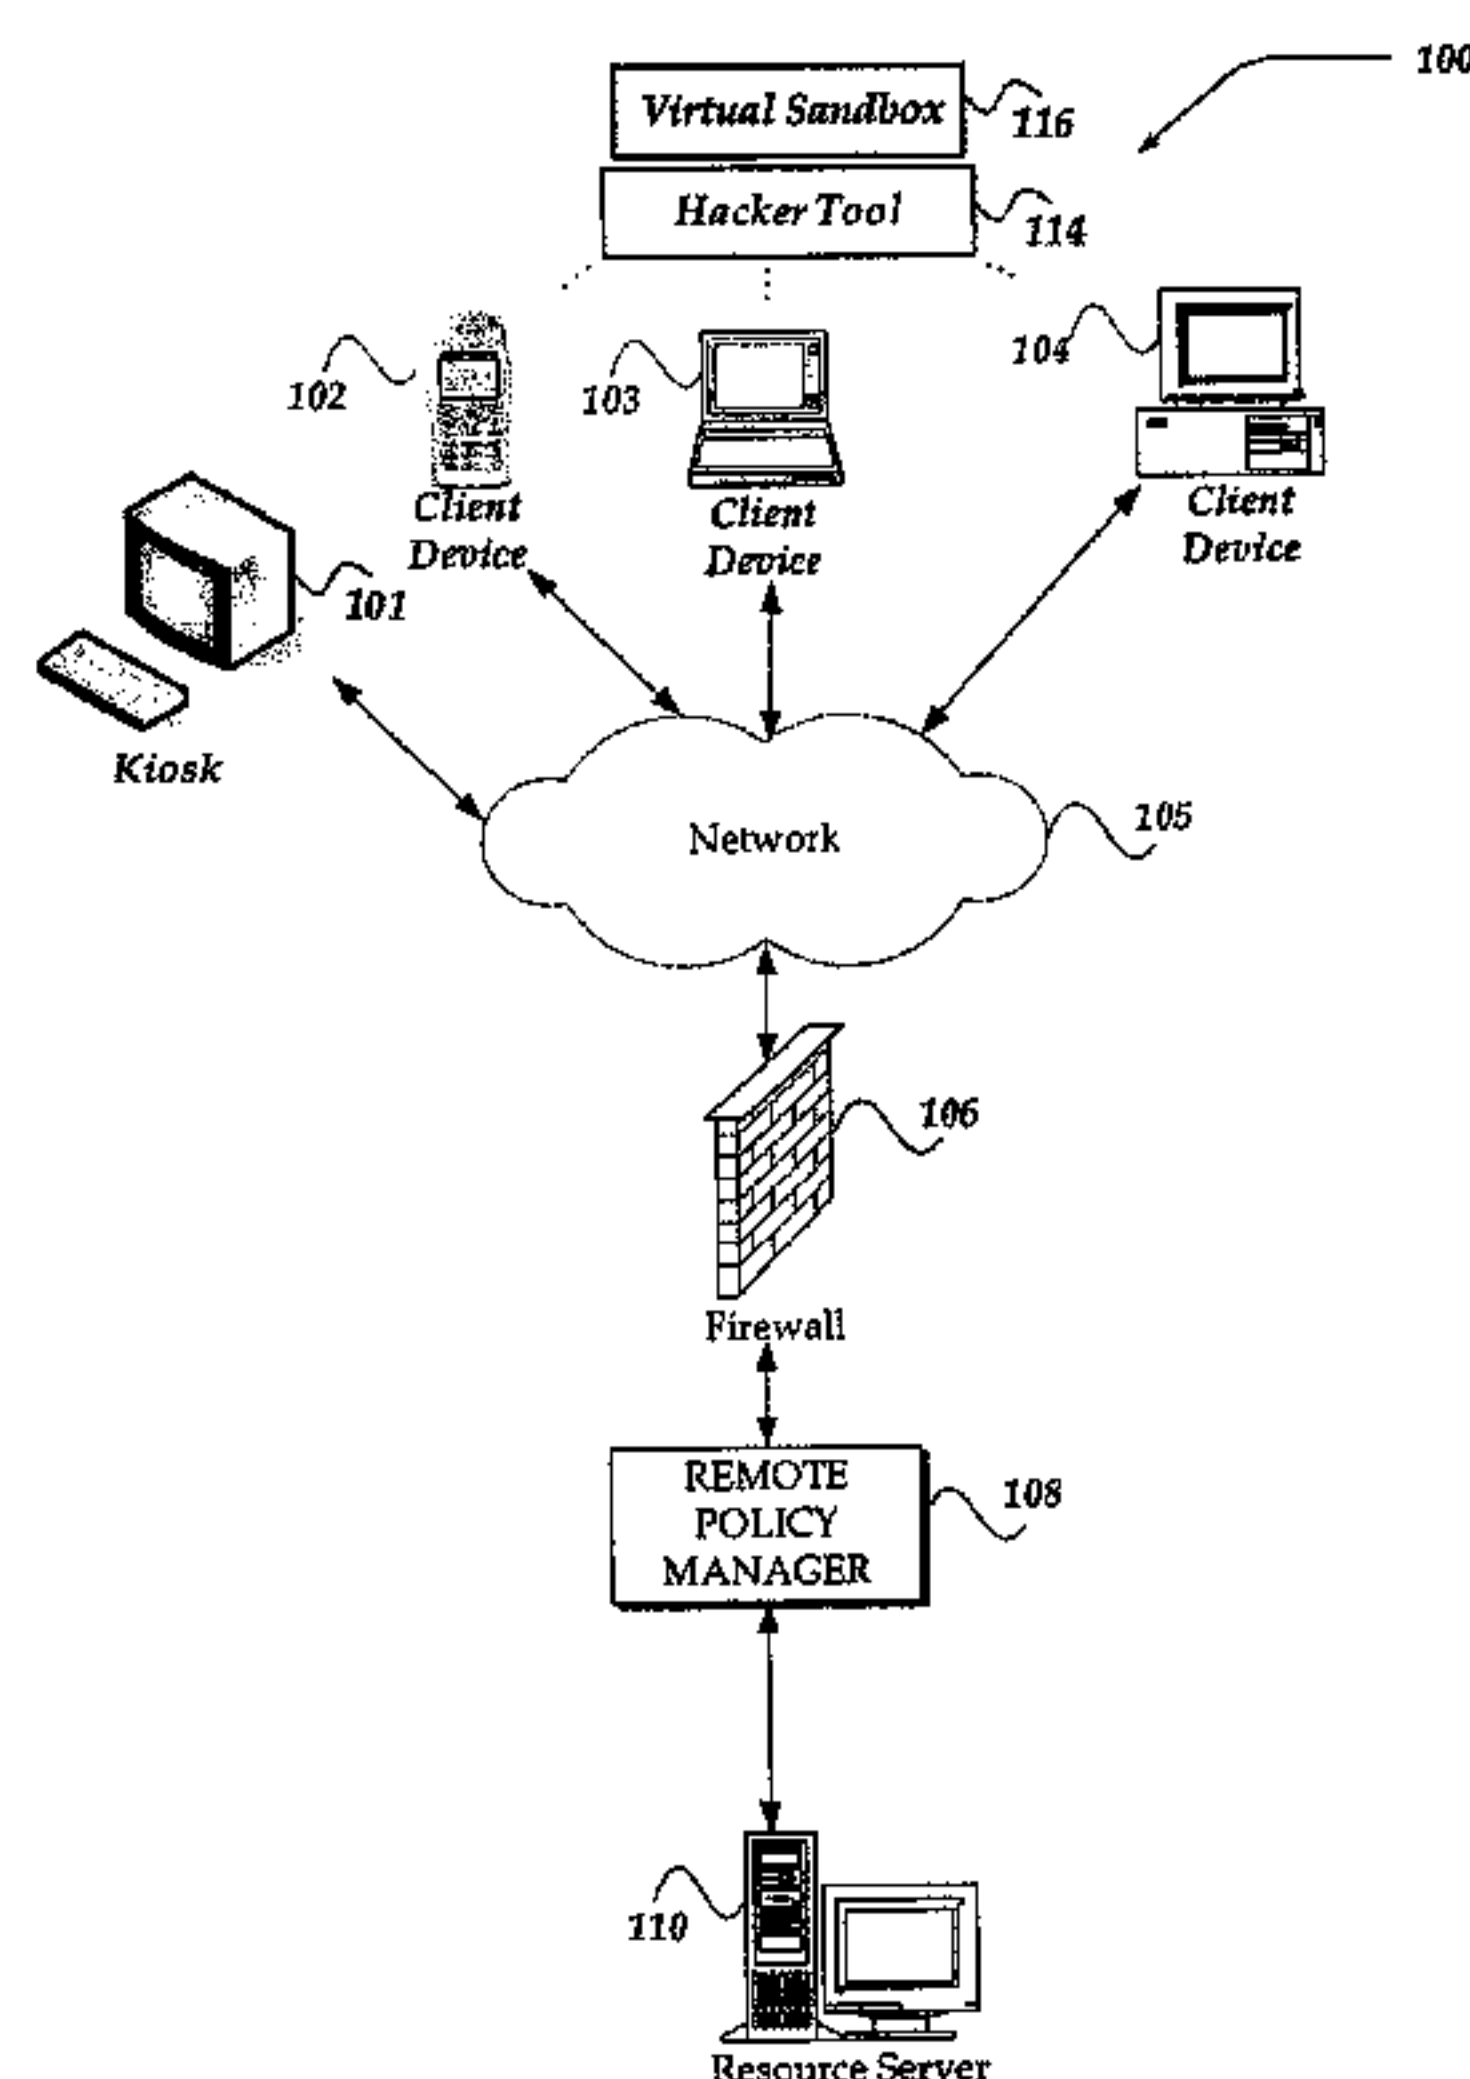 100
Virtual Sandbox
116
Hacker Tool
114
104
102
103
Client
Device
Client
Device
Client
Device
101
Kiosk
Network
105
106
Firewall
REMOTE
POLICY
MANAGER
108
110
Resource Server